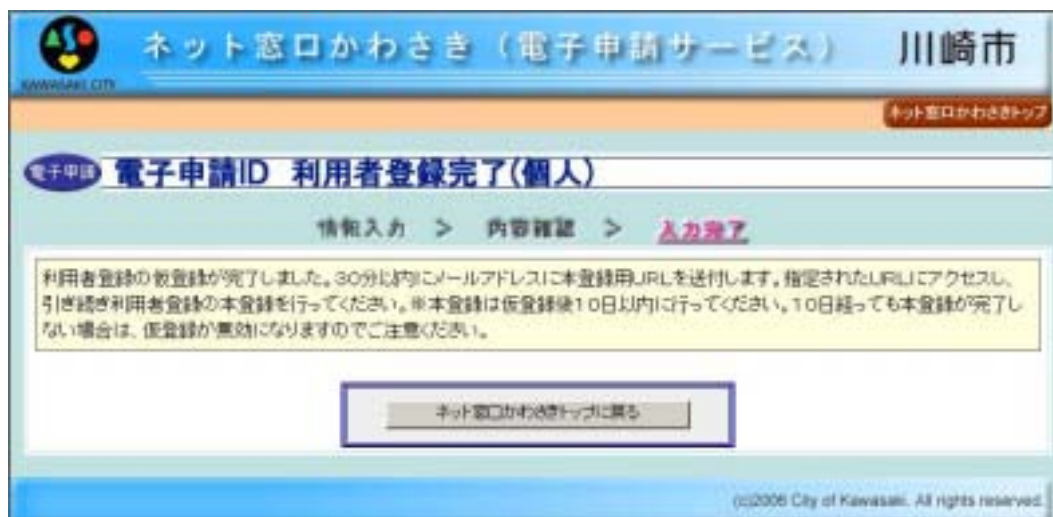 ネット窓口かわさき（電子申請サービス） 川崎市
KAWASAKI CITY
ネット窓口かわさきトップ
電子申請 電子申請ID 利用者登録完了(個人)
情報入力 > 内容確認 > 入力完了
利用者登録の仮登録が完了しました。30分以内にメールアドレスに本登録用URLを送付します。指定されたURLにアクセスし、
引き続き利用者登録の本登録を行ってください。※本登録は仮登録後10日以内に行ってください。10日経っても本登録が完了し
ない場合は、仮登録が無効になりますのでご注意ください。
ネット窓口かわさきトップに戻る
(c)2006 City of Kawasaki. All rights reserved.